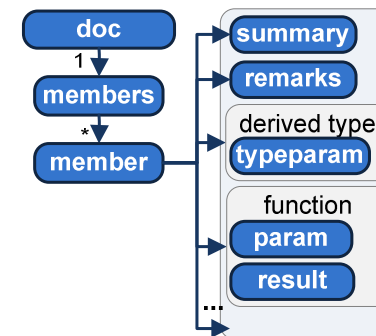 doc
1
members
*
member
summary
remarks
derived type
typeparam
function
param
result
...